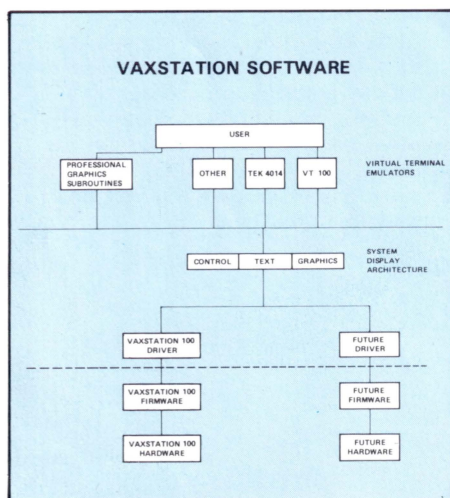 VAXSTATION SOFTWARE
USER
PROFESSIONAL
GRAPHICS
SUBROUTINES
OTHER
TEK 4014
VT 100
VIRTUAL TERMINAL
EMULATORS
CONTROL
TEXT
GRAPHICS
SYSTEM
DISPLAY
ARCHITECTURE
VAXSTATION 100
DRIVER
FUTURE
DRIVER
VAXSTATION 100
FIRMWARE
FUTURE
FIRMWARE
VAXSTATION 100
HARDWARE
FUTURE
HARDWARE